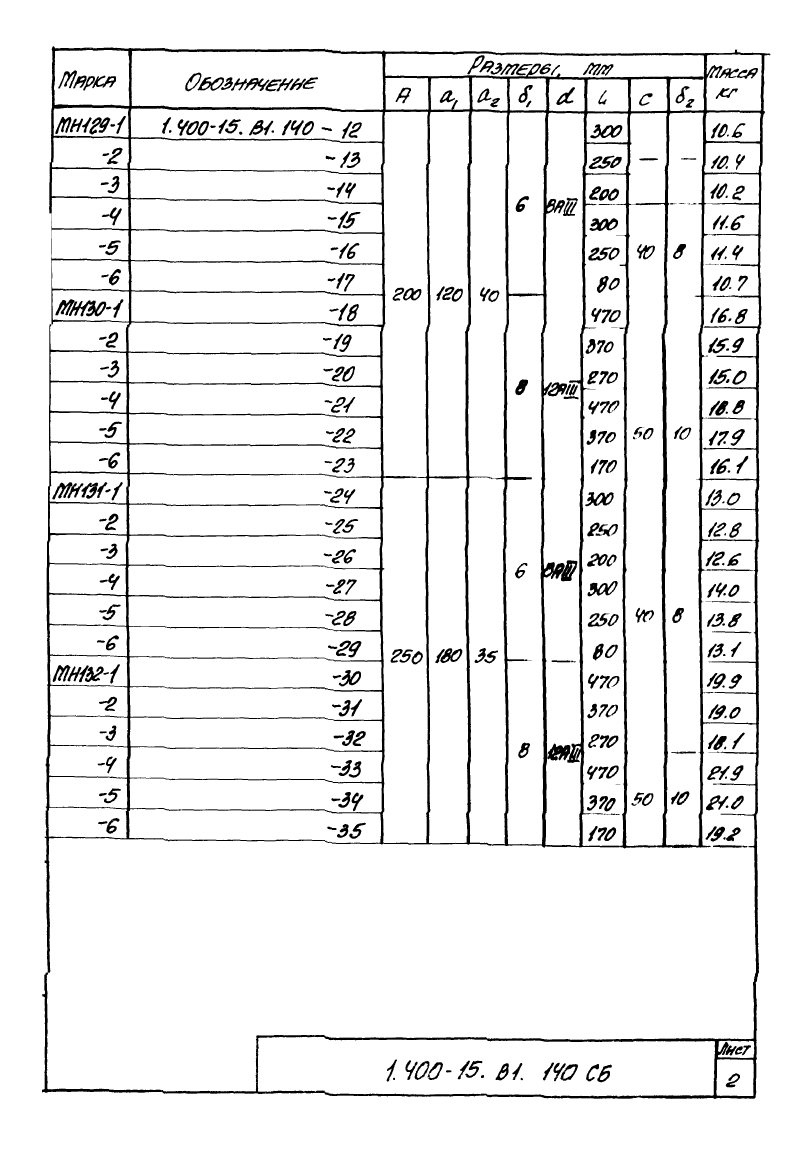 Марка Обозначение Размеры, мм Масса кг
A a₁ a₂ δ₁ d L c δ₂
МН129-1 1.400-15. В1. 140 - 12 300 10.6
-2 -13 250 — — 10.4
-3 -14 200 10.2
-4 -15 6 8АIII 300 11.6
-5 -16 250 40 8 11.4
-6 -17 200 120 40 80 10.7
МН130-1 -18 470 16.8
-2 -19 370 15.9
-3 -20 8 12АIII 270 15.0
-4 -21 470 18.8
-5 -22 370 50 10 17.9
-6 -23 170 16.1
МН131-1 -24 300 13.0
-2 -25 250 12.8
-3 -26 6 8АIII 200 12.6
-4 -27 300 14.0
-5 -28 250 40 8 13.8
-6 -29 250 180 35 80 13.1
МН132-1 -30 470 19.9
-2 -31 370 19.0
-3 -32 8 12АIII 270 18.1
-4 -33 470 21.9
-5 -34 370 50 10 21.0
-6 -35 170 19.2
1.400-15. В1. 140 СБ
Лист
2